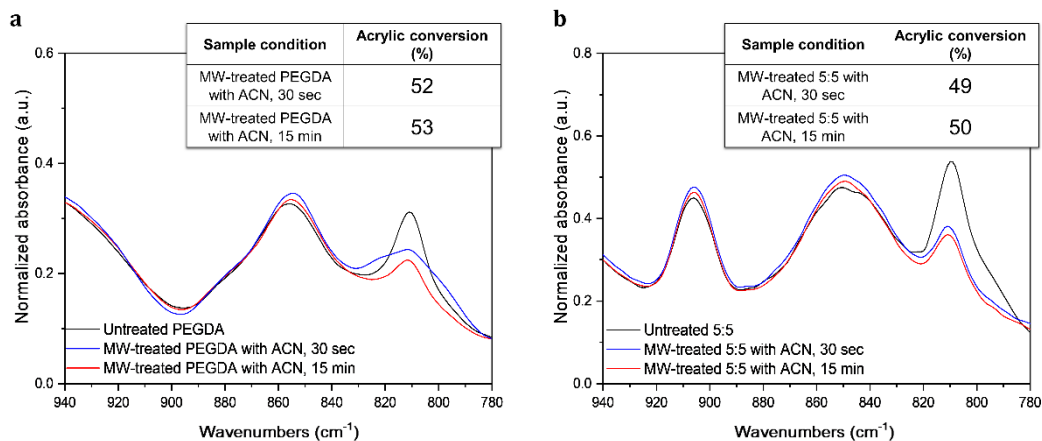 a
Sample condition
Acrylic conversion
(%)
MW-treated PEGDA
with ACN, 30 sec
52
MW-treated PEGDA
with ACN, 15 min
53
Normalized absorbance (a.u.)
0.6
0.4
0.2
0.0
Untreated PEGDA
MW-treated PEGDA with ACN, 30 sec
MW-treated PEGDA with ACN, 15 min
940 920 900 880 860 840 820 800 780
Wavenumbers (cm⁻¹)
b
Sample condition
Acrylic conversion
(%)
MW-treated 5:5 with
ACN, 30 sec
49
MW-treated 5:5 with
ACN, 15 min
50
Normalized absorbance (a.u.)
0.8
0.6
0.4
0.2
0.0
Untreated 5:5
MW-treated 5:5 with ACN, 30 sec
MW-treated 5:5 with ACN, 15 min
940 920 900 880 860 840 820 800 780
Wavenumbers (cm⁻¹)